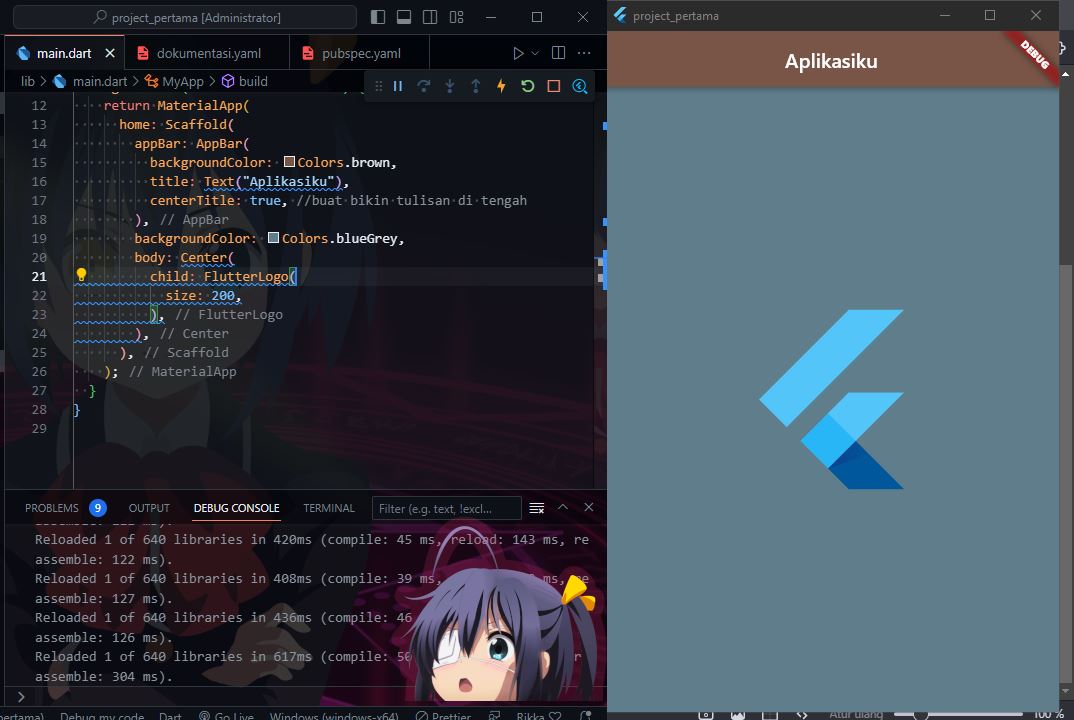 project_pertama [Administrator]
project_pertama
main.dart
dokumentasi.yaml
pubspec.yaml
lib > main.dart > MyApp > build
Aplikasiku
DEBUG
12 return MaterialApp(
13 home: Scaffold(
14 appBar: AppBar(
15 backgroundColor: Colors.brown,
16 title: Text("Aplikasiku"),
17 centerTitle: true, //buat bikin tulisan di tengah
18 ), // AppBar
19 backgroundColor: Colors.blueGrey,
20 body: Center(
21 child: FlutterLogo(
22 size: 200,
23 ), // FlutterLogo
24 ), // Center
25 ), // Scaffold
26 ); // MaterialApp
27 }
28 }
29
PROBLEMS 9 OUTPUT DEBUG CONSOLE TERMINAL Filter (e.g. text, !excl...
Reloaded 1 of 640 libraries in 420ms (compile: 45 ms, reload: 143 ms, re
assemble: 122 ms).
Reloaded 1 of 640 libraries in 408ms (compile: 39 ms, ms, re
assemble: 127 ms).
Reloaded 1 of 640 libraries in 436ms (compile: 46
assemble: 126 ms).
Reloaded 1 of 640 libraries in 617ms (compile: 50 r
assemble: 304 ms).
>
pertama) Debug my code Dart Go Live Windows (windows-x64) Prettier Rikka
Atur ulang 100 %